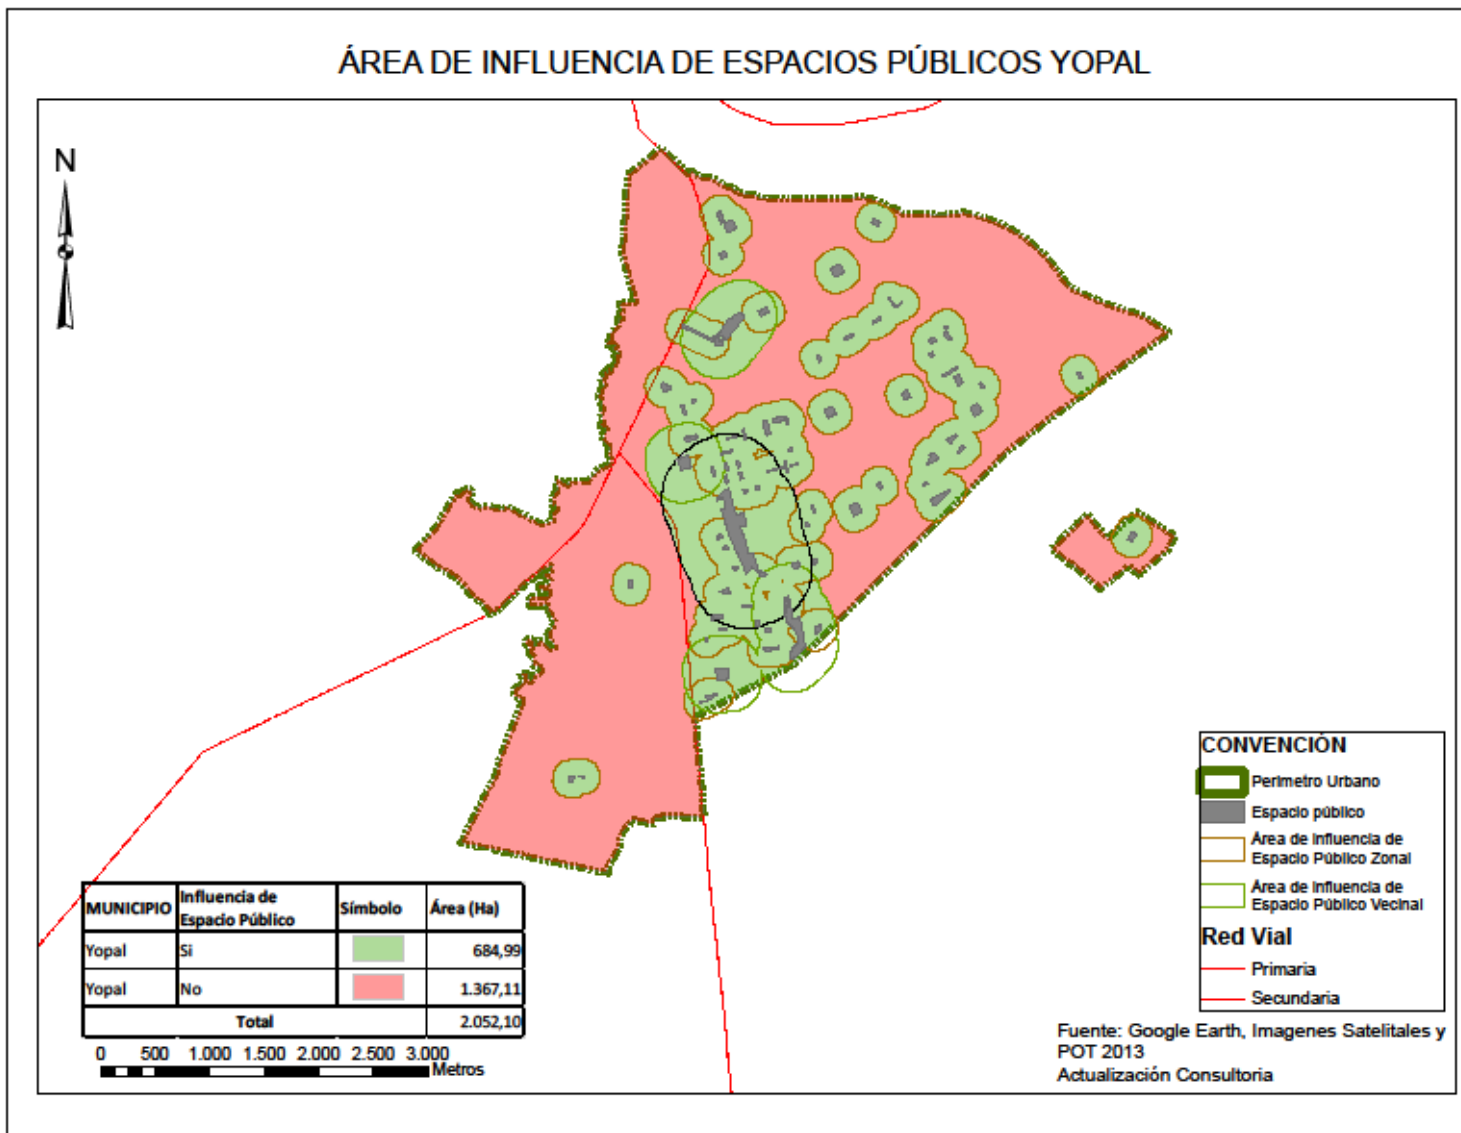 ÁREA DE INFLUENCIA DE ESPACIOS PÚBLICOS YOPAL
N
CONVENCIÓN
Perimetro Urbano
Espacio público
Área de Influencia de
Espacio Público Zonal
Área de Influencia de
Espacio Público Vecinal
Red Vial
Primaria
Secundaria
MUNICIPIO Influencia de Espacio Público Símbolo Área (Ha)
Yopal Si 684,99
Yopal No 1.367,11
Total 2.052,10
0 500 1.000 1.500 2.000 2.500 3.000
Metros
Fuente: Google Earth, Imagenes Satelitales y
POT 2013
Actualización Consultoria